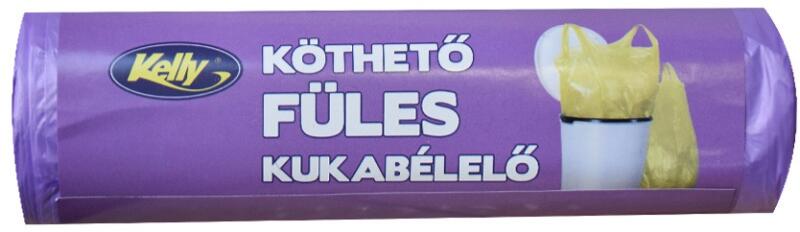 Kelly
KÖTHETŐ
FÜLES
KUKABÉLELŐ